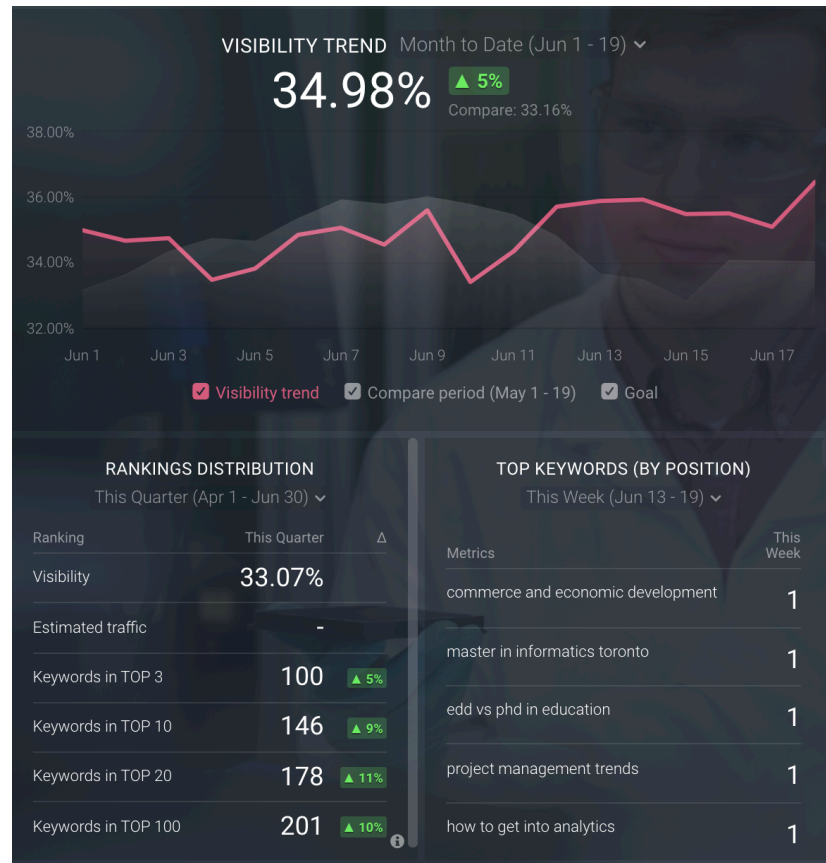 VISIBILITY TREND Month to Date (Jun 1 - 19)
34.98% ▲ 5%
Compare: 33.16%
38.00%
36.00%
34.00%
32.00%
Jun 1 Jun 3 Jun 5 Jun 7 Jun 9 Jun 11 Jun 13 Jun 15 Jun 17
Visibility trend Compare period (May 1 - 19) Goal
RANKINGS DISTRIBUTION
This Quarter (Apr 1 - Jun 30)
Ranking This Quarter Δ
Visibility 33.07%
Estimated traffic -
Keywords in TOP 3 100 ▲ 5%
Keywords in TOP 10 146 ▲ 9%
Keywords in TOP 20 178 ▲ 11%
Keywords in TOP 100 201 ▲ 10%
TOP KEYWORDS (BY POSITION)
This Week (Jun 13 - 19)
Metrics This Week
commerce and economic development 1
master in informatics toronto 1
edd vs phd in education 1
project management trends 1
how to get into analytics 1